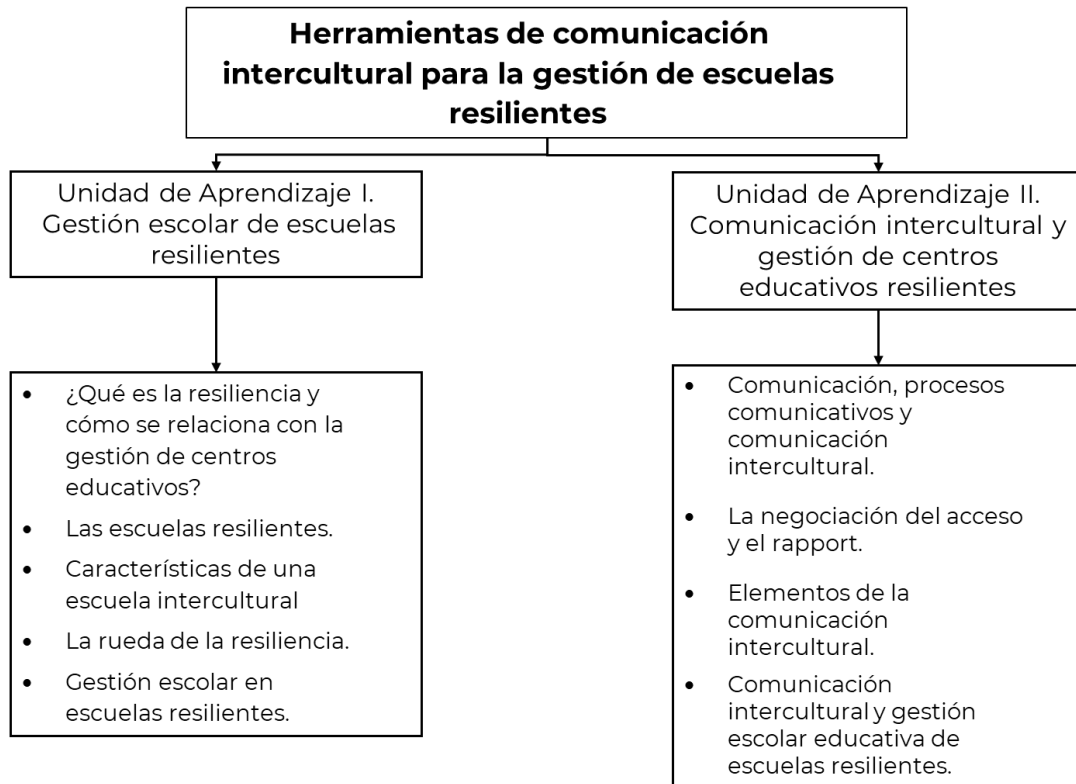 Herramientas de comunicación
intercultural para la gestión de escuelas
resilientes
Unidad de Aprendizaje I.
Gestión escolar de escuelas
resilientes
• ¿Qué es la resiliencia y
cómo se relaciona con la
gestión de centros
educativos?
• Las escuelas resilientes.
• Características de una
escuela intercultural
• La rueda de la resiliencia.
• Gestión escolar en
escuelas resilientes.
Unidad de Aprendizaje II.
Comunicación intercultural y
gestión de centros
educativos resilientes
• Comunicación, procesos
comunicativos y
comunicación
intercultural.
• La negociación del acceso
y el rapport.
• Elementos de la
comunicación
intercultural.
• Comunicación
intercultural y gestión
escolar educativa de
escuelas resilientes.